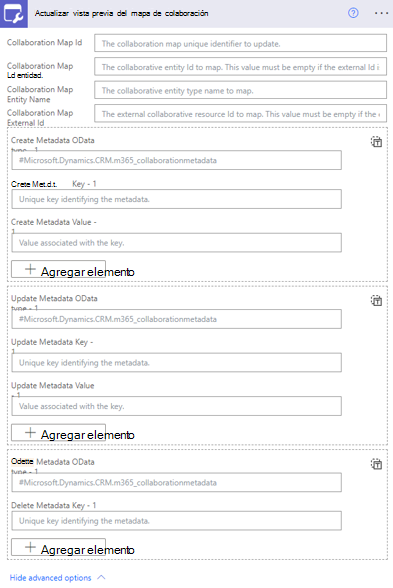 Actualizar vista previa del mapa de colaboración
Collaboration Map Id
The collaboration map unique identifier to update.
Collaboration Map
Ld entidad.
The collaborative entity Id to map. This value must be empty if the external Id i
Collaboration Map
Entity Name
The collaborative entity type name to map.
Collaboration Map
External Id
The external collaborative resource Id to map. This value must be empty if the
Create Metadata OData
type - 1
#Microsoft.Dynamics.CRM.m365_collaborationmetadata
Crete Met.d.t. Key - 1
Unique key identifying the metadata.
Create Metadata Value -
1
Value associated with the key.
Agregar elemento
Update Metadata OData
type - 1
#Microsoft.Dynamics.CRM.m365_collaborationmetadata
Update Metadata Key -
1
Unique key identifying the metadata.
Update Metadata Value
- 1
Value associated with the key.
Agregar elemento
Odette Metadata OData
type - 1
#Microsoft.Dynamics.CRM.m365_collaborationmetadata
Delete Metadata Key - 1
Unique key identifying the metadata.
Agregar elemento
Hide advanced options